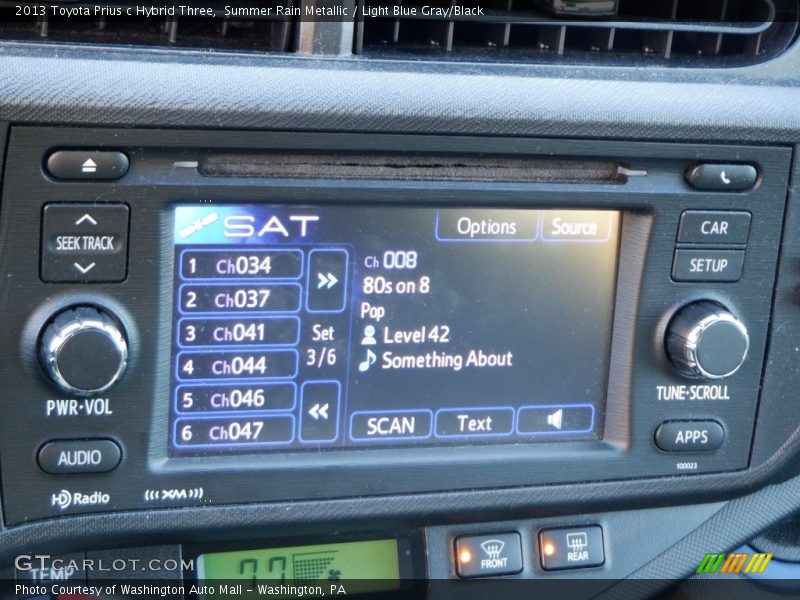 2013 Toyota Prius c Hybrid Three,  Summer Rain Metallic / Light Blue Gray/Black
SEEK TRACK
PWR•VOL
AUDIO
HD Radio
((( XM )))
SAT
Options
Source
1 Ch034
2 Ch037
3 Ch041
4 Ch044
5 Ch046
6 Ch047
»
Set
3/6
«
Ch 008
80s on 8
Pop
Level 42
Something About
SCAN
Text
CAR
SETUP
TUNE•SCROLL
APPS
100023
TEMP
77
FRONT
REAR
GTCARLOT.COM
Photo Courtesy of Washington Auto Mall - Washington, PA